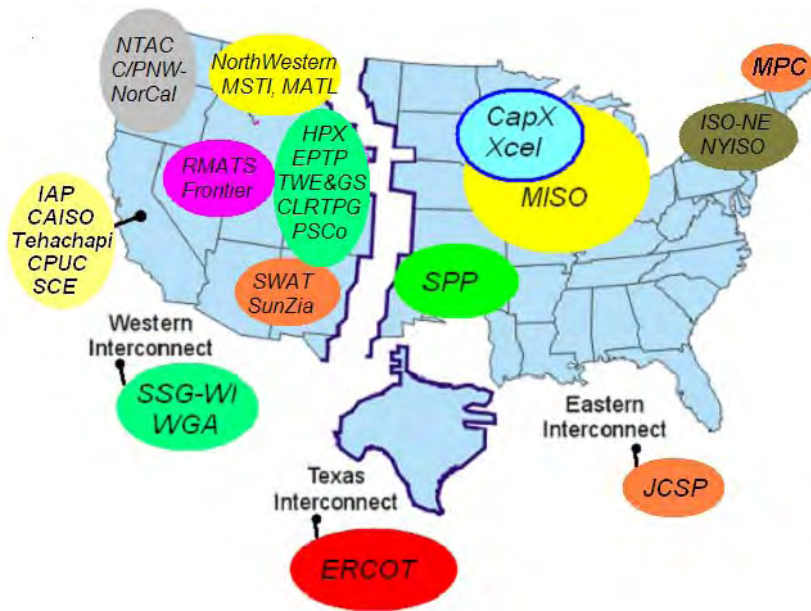 NTAC
C/PNW-
NorCal
NorthWestern
MSTI, MATL
HPX
EPTP
TWE&GS
CLRTPG
PSCo
RMATS
Frontier
IAP
CAISO
Tehachapi
CPUC
SCE
SWAT
SunZia
CapX
Xcel
MISO
SPP
MPC
ISO-NE
NYISO
Western
Interconnect
SSG-WI
WGA
Texas
Interconnect
ERCOT
Eastern
Interconnect
JCSP